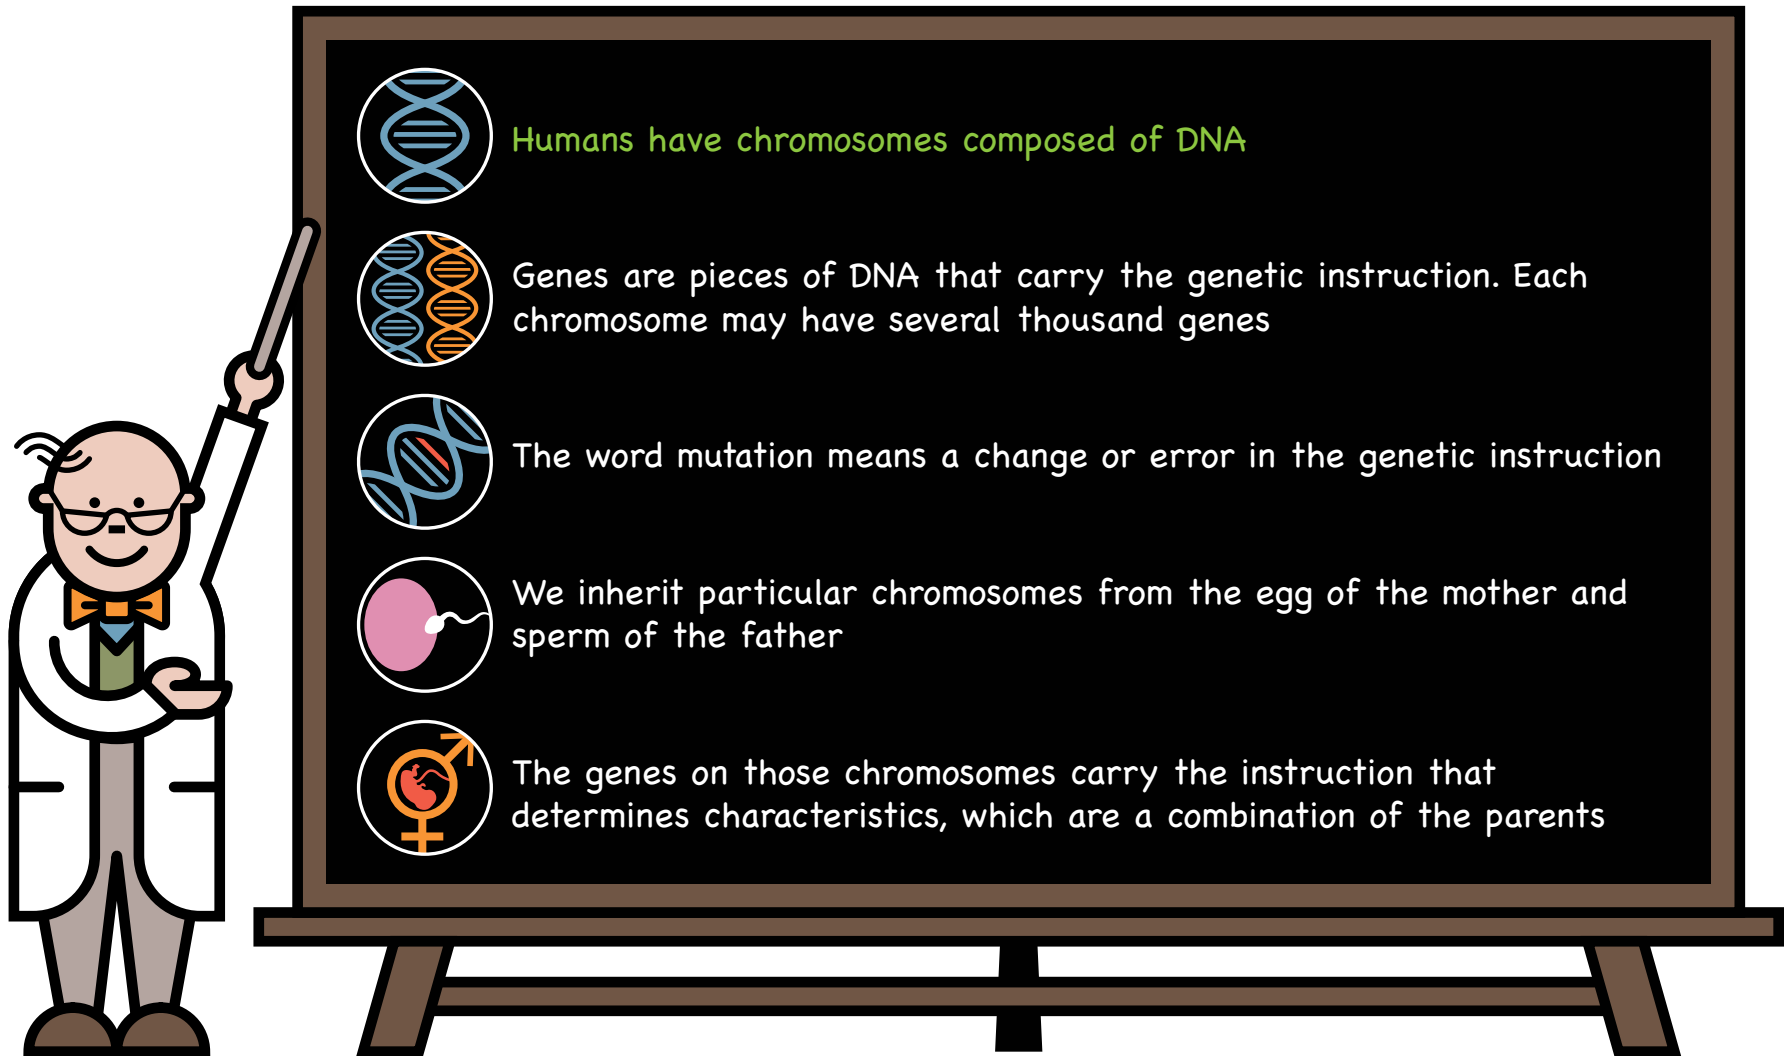 Humans have chromosomes composed of DNA
Genes are pieces of DNA that carry the genetic instruction. Each
chromosome may have several thousand genes
The word mutation means a change or error in the genetic instruction
We inherit particular chromosomes from the egg of the mother and
sperm of the father
The genes on those chromosomes carry the instruction that
determines characteristics, which are a combination of the parents